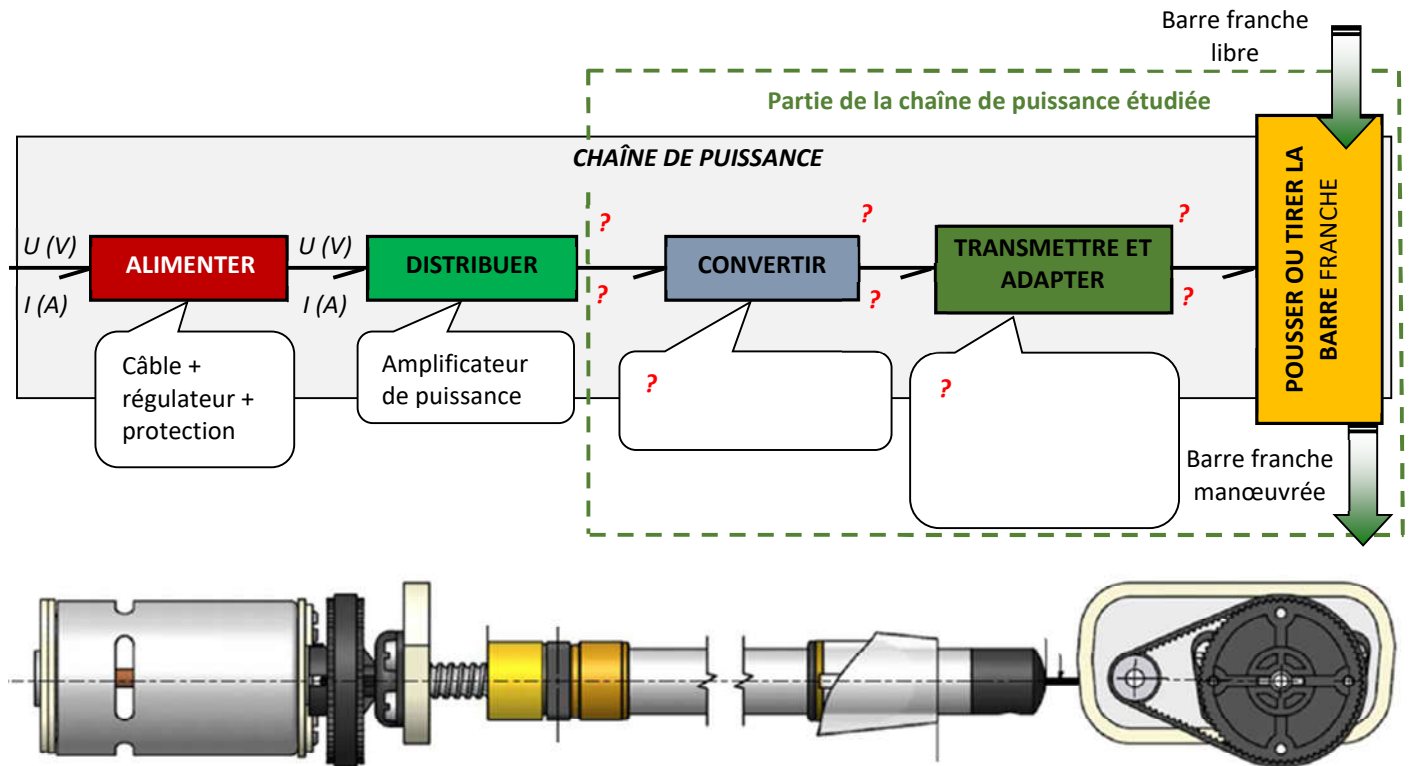 Barre franche
libre
Partie de la chaîne de puissance étudiée
CHAÎNE DE PUISSANCE
U (V)
I (A)
ALIMENTER
U (V)
I (A)
DISTRIBUER
?
?
CONVERTIR
?
?
TRANSMETTRE ET
ADAPTER
?
?
POUSSER OU TIRER LA
BARRE FRANCHE
Câble +
régulateur +
protection
Amplificateur
de puissance
?
?
Barre franche
manœuvrée